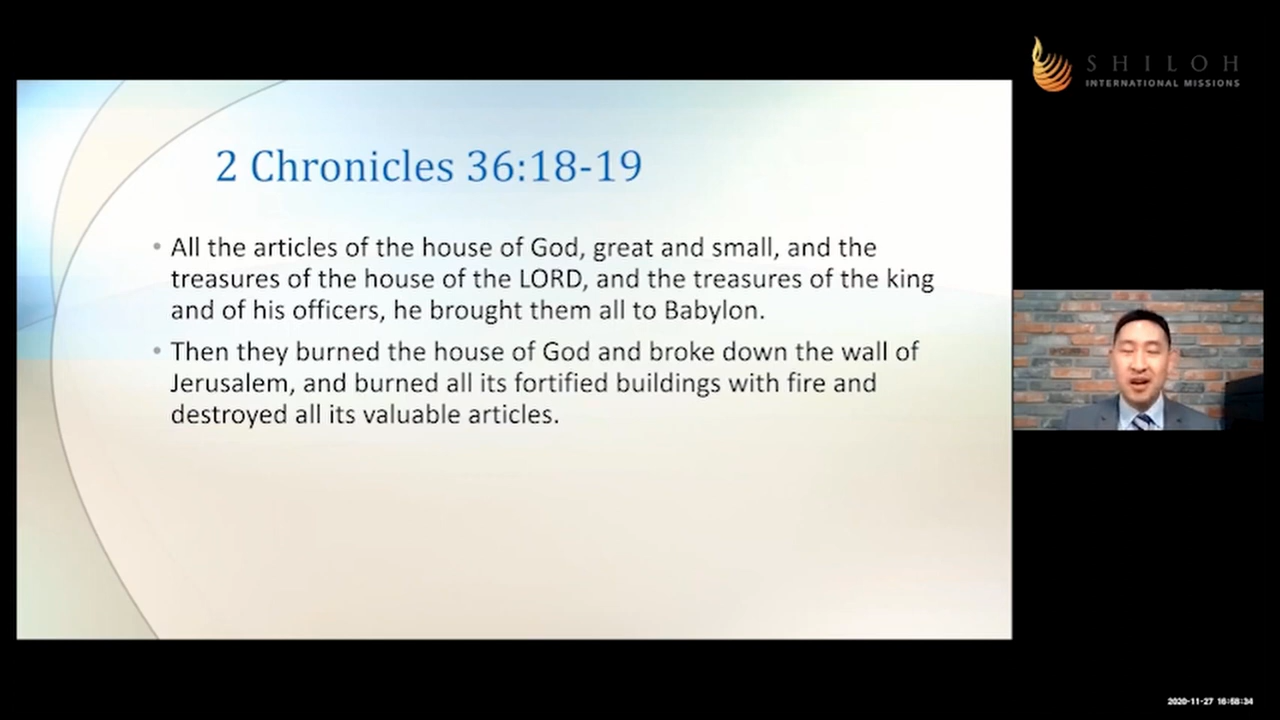 SHILOH
INTERNATIONAL MISSIONS
2 Chronicles 36:18-19
• All the articles of the house of God, great and small, and the
treasures of the house of the LORD, and the treasures of the king
and of his officers, he brought them all to Babylon.
• Then they burned the house of God and broke down the wall of
Jerusalem, and burned all its fortified buildings with fire and
destroyed all its valuable articles.
2020-11-27 16:58:34